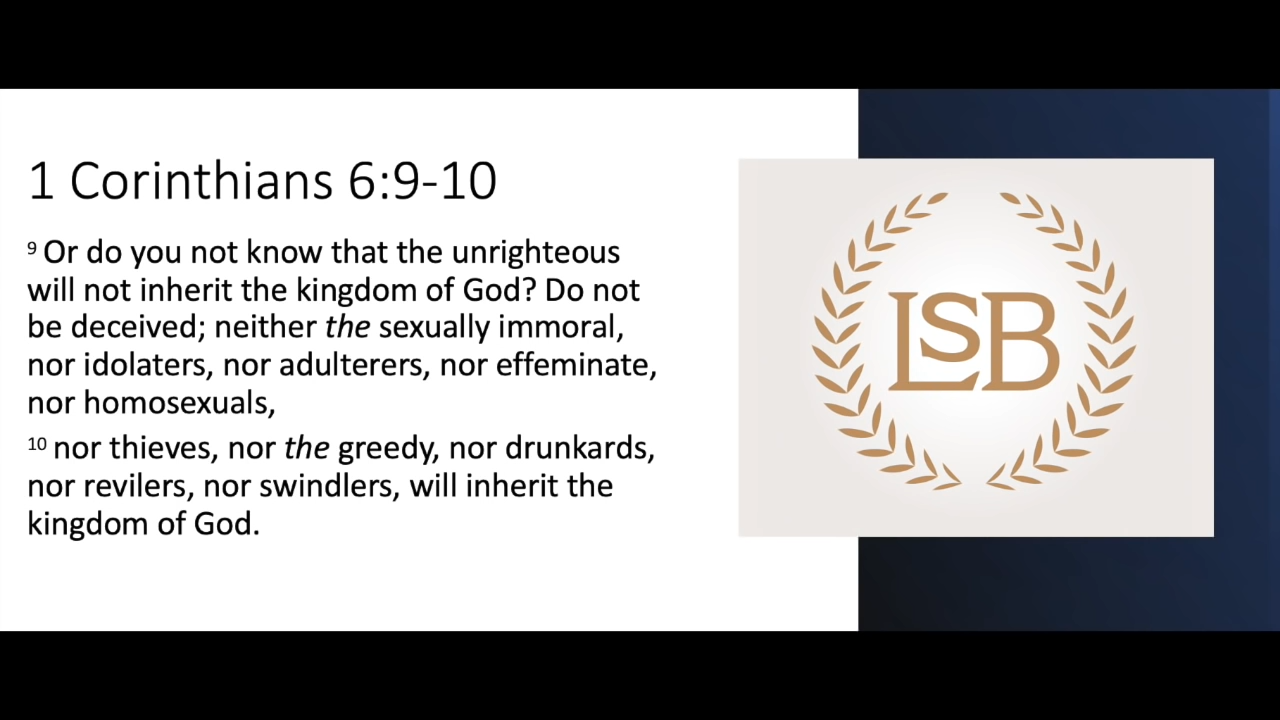 1 Corinthians 6:9-10
9 Or do you not know that the unrighteous
will not inherit the kingdom of God? Do not
be deceived; neither the sexually immoral,
nor idolaters, nor adulterers, nor effeminate,
nor homosexuals,
10 nor thieves, nor the greedy, nor drunkards,
nor revilers, nor swindlers, will inherit the
kingdom of God.
LSB